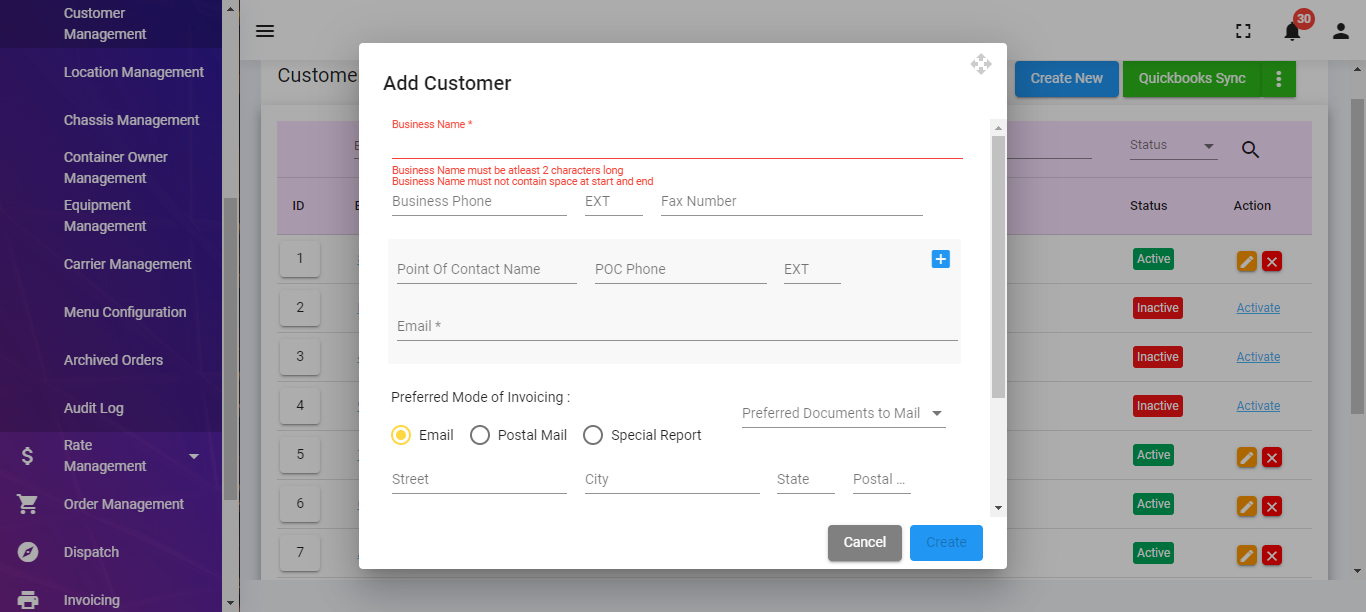 Customer
Management
Location Management
Chassis Management
Container Owner
Management
Equipment
Management
Carrier Management
Menu Configuration
Archived Orders
Audit Log
$ Rate
Management
Order Management
Dispatch
Invoicing
30
Custome
Create New
Quickbooks Sync
Status
ID
Status
Action
1
Active
2
Inactive
Activate
3
Inactive
Activate
4
Inactive
Activate
5
Active
6
Active
7
Active
Add Customer
Business Name *
Business Name must be atleast 2 characters long
Business Name must not contain space at start and end
Business Phone
EXT
Fax Number
Point Of Contact Name
POC Phone
EXT
Email *
Preferred Mode of Invoicing :
Preferred Documents to Mail
Email
Postal Mail
Special Report
Street
City
State
Postal ...
Cancel
Create